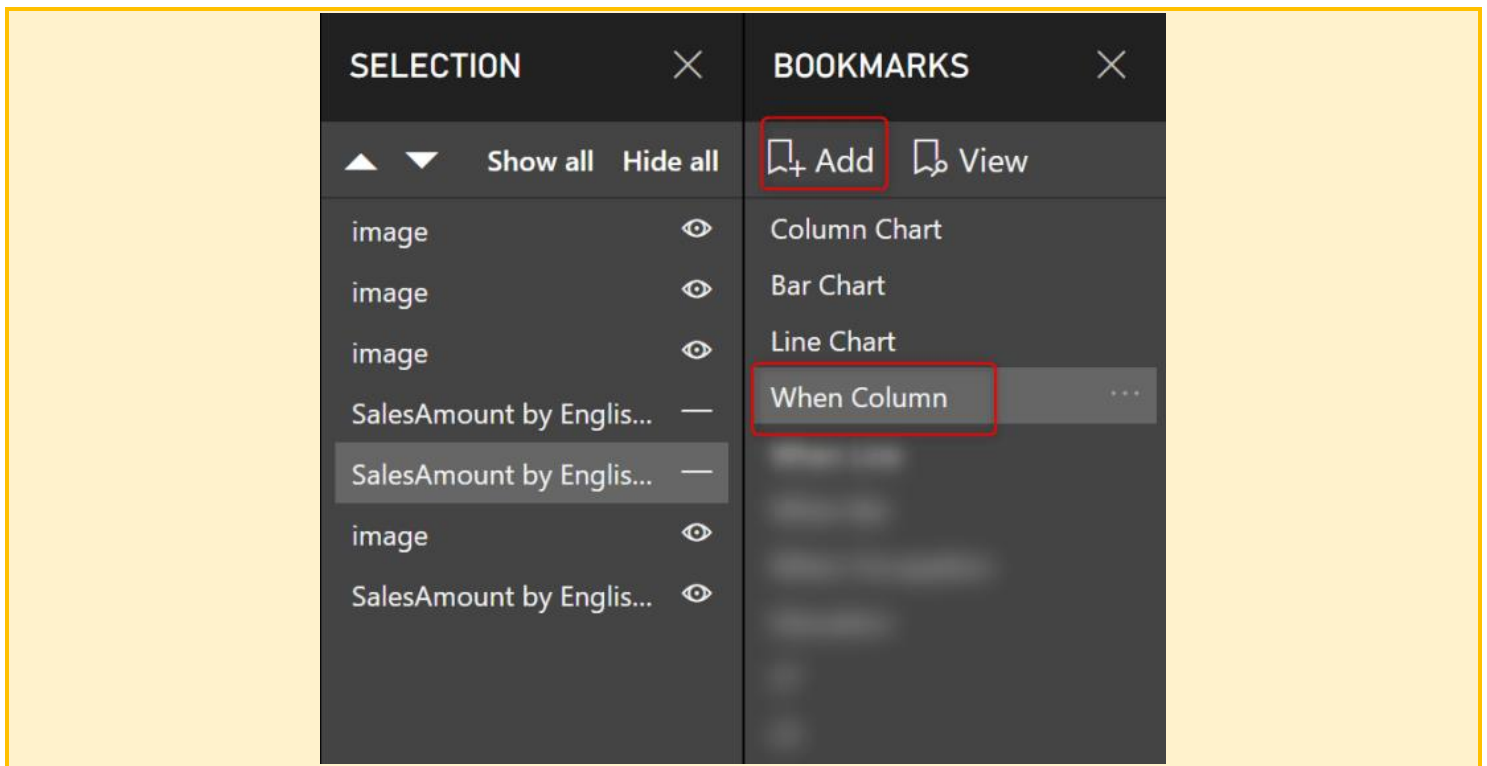 SELECTION
Show all Hide all
image
image
image
SalesAmount by Englis...
SalesAmount by Englis...
image
SalesAmount by Englis...
BOOKMARKS
Add View
Column Chart
Bar Chart
Line Chart
When Column